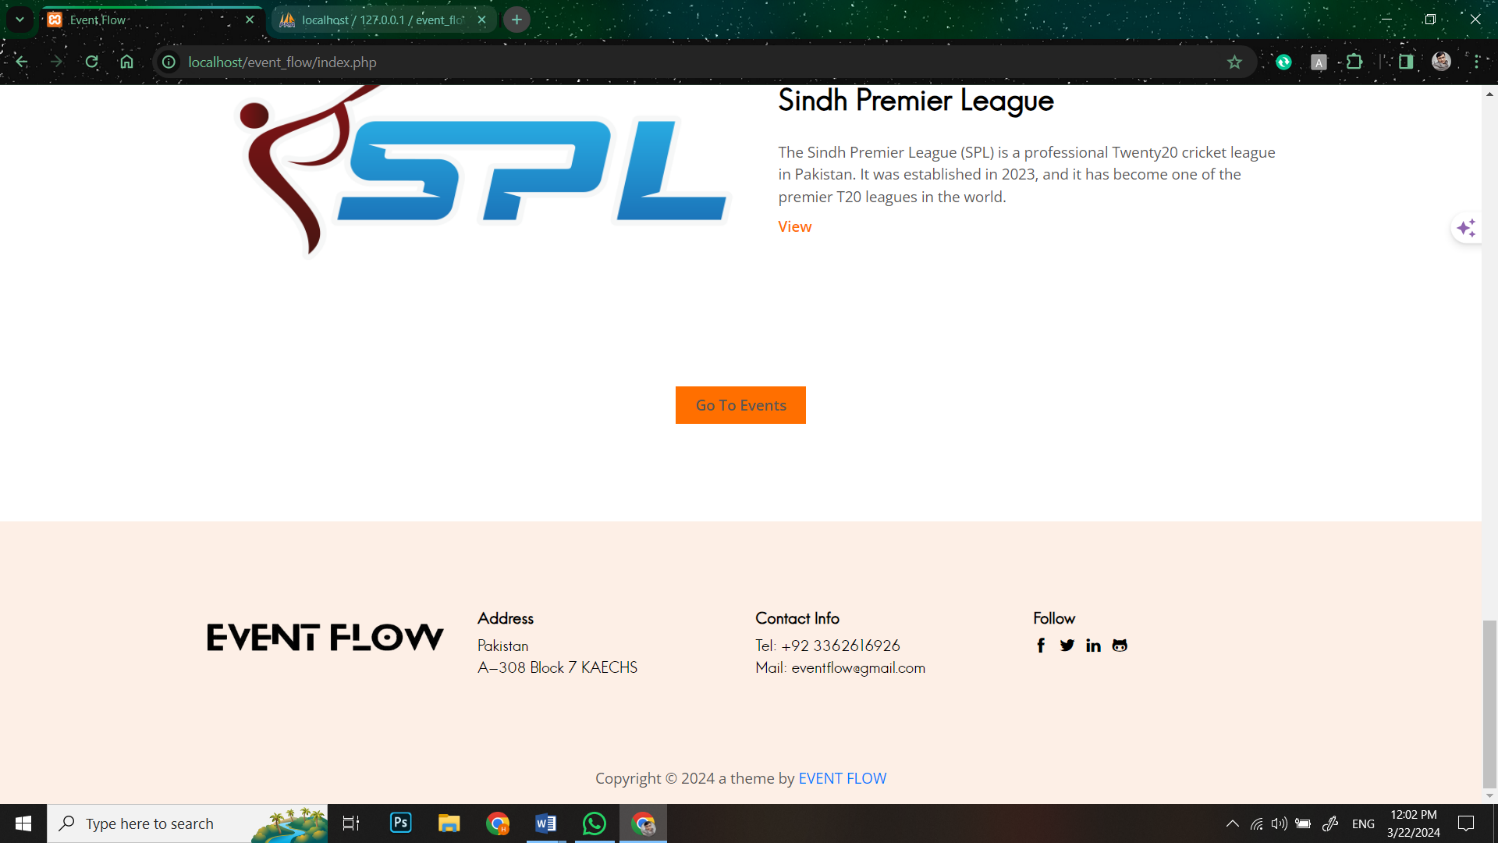 Event Flow
localhost / 127.0.0.1 / event_flo
localhost/event_flow/index.php
A
SPL
Sindh Premier League
The Sindh Premier League (SPL) is a professional Twenty20 cricket league
in Pakistan. It was established in 2023, and it has become one of the
premier T20 leagues in the world.
View
Go To Events
EVENT FLOW
Address
Pakistan
A-308 Block 7 KAECHS
Contact Info
Tel: +92 3362616926
Mail: eventflow@gmail.com
Follow
Copyright © 2024 a theme by EVENT FLOW
Type here to search
Ps
ENG
12:02 PM
3/22/2024